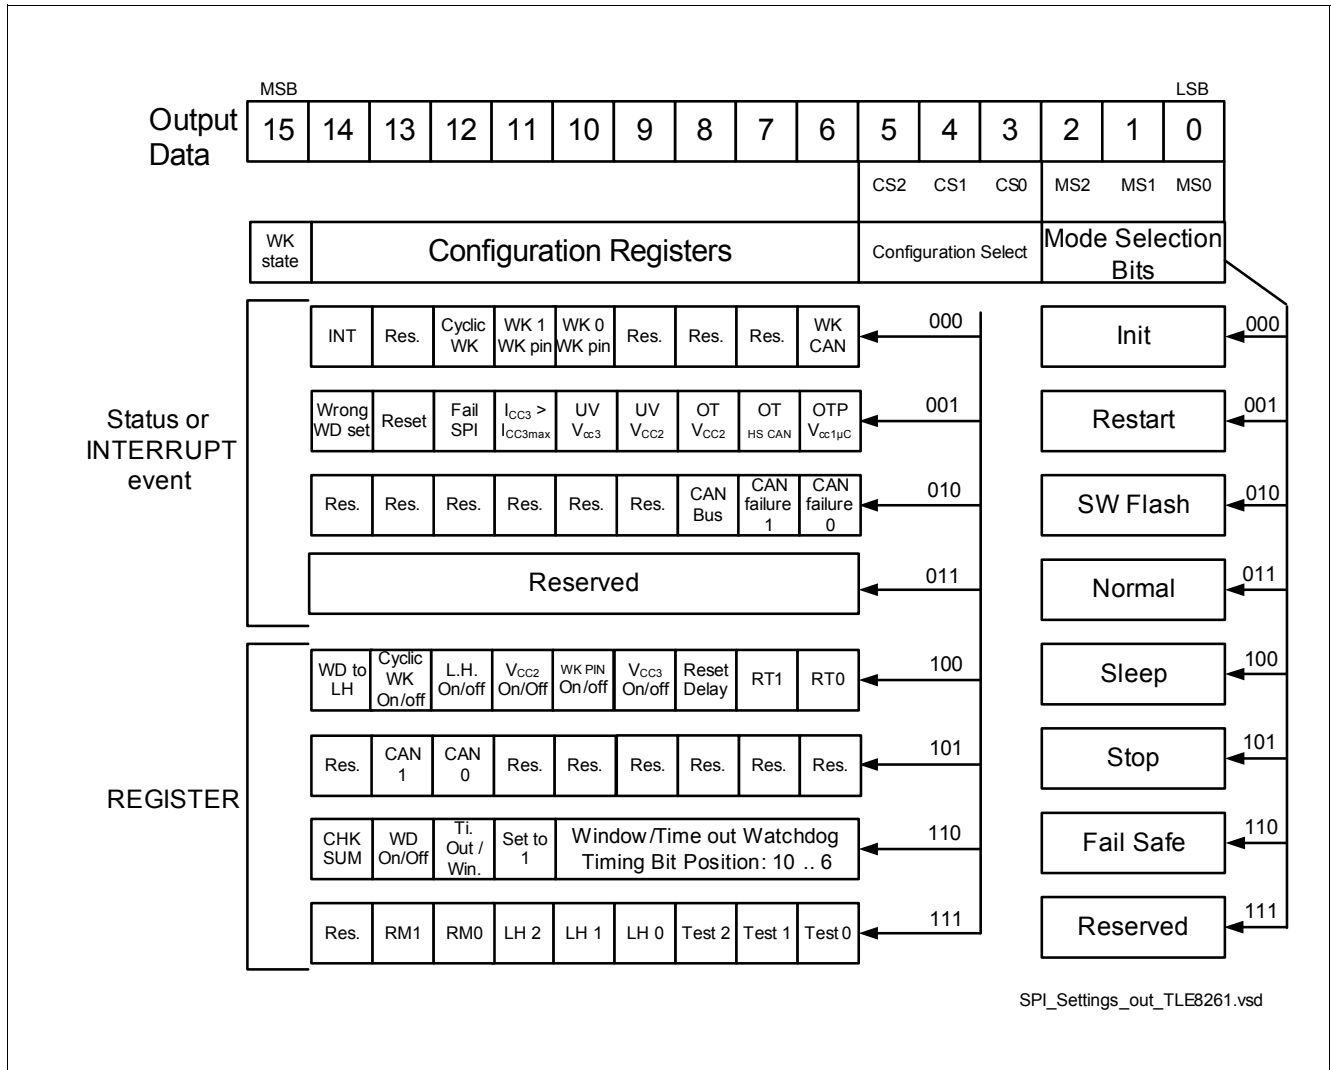 MSB LSB
Output Data 15 14 13 12 11 10 9 8 7 6 5 4 3 2 1 0
CS2 CS1 CS0 MS2 MS1 MS0
WK state Configuration Registers Configuration Select Mode Selection Bits
Status or INTERRUPT event
INT Res. Cyclic WK WK 1 WK pin WK 0 WK pin Res. Res. Res. WK CAN 000 Init 000
Wrong WD set Reset Fail SPI ICC3 > ICC3max UV Vcc3 UV VCC2 OT VCC2 OT HS CAN OTP Vcc1µC 001 Restart 001
Res. Res. Res. Res. Res. Res. CAN Bus CAN failure 1 CAN failure 0 010 SW Flash 010
Reserved 011 Normal 011
REGISTER
WD to LH Cyclic WK On/off L.H. On/off VCC2 On/Off WK PIN On/off VCC3 On/off Reset Delay RT1 RT0 100 Sleep 100
Res. CAN 1 CAN 0 Res. Res. Res. Res. Res. Res. 101 Stop 101
CHK SUM WD On/Off Ti. Out / Win. Set to 1 Window/Time out Watchdog Timing Bit Position: 10 .. 6 110 Fail Safe 110
Res. RM1 RM0 LH 2 LH 1 LH 0 Test 2 Test 1 Test 0 111 Reserved 111
SPI_Settings_out_TLE8261.vsd